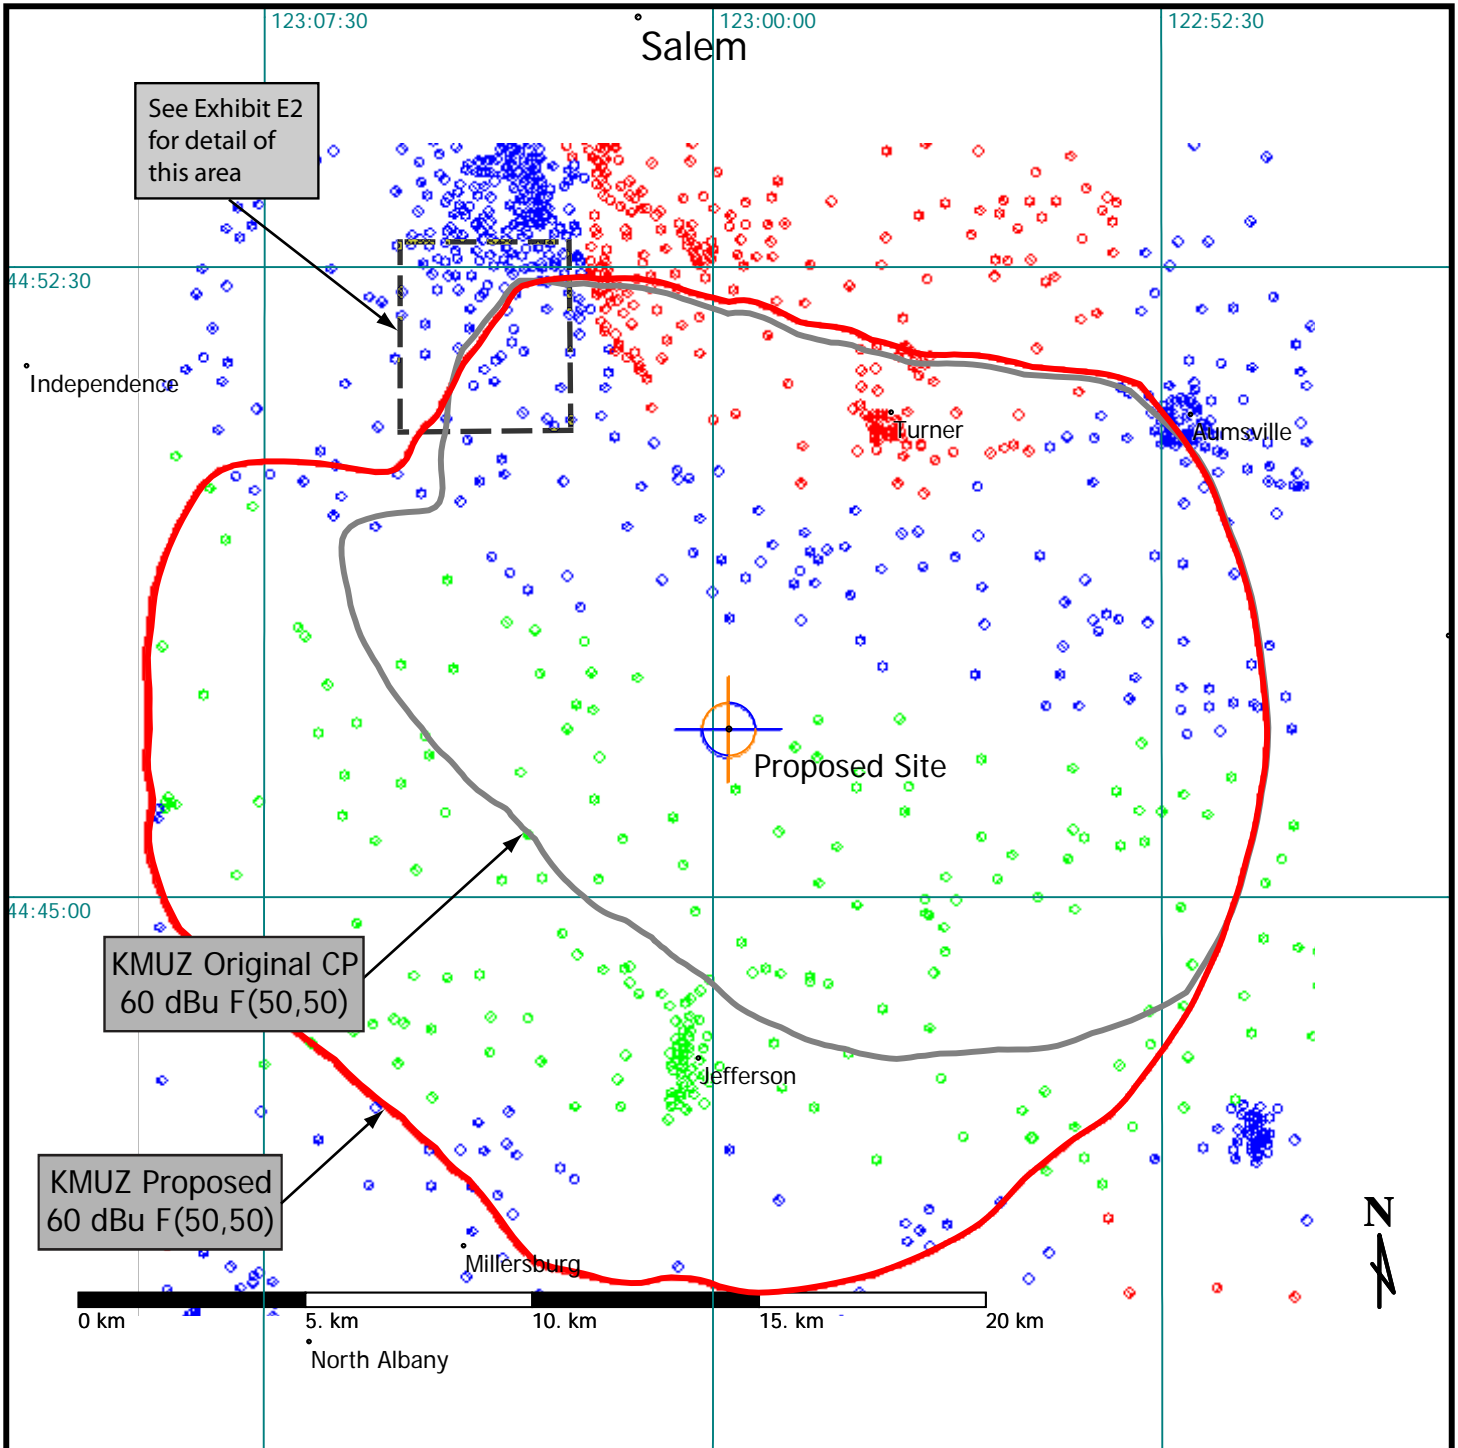 123:07:30
123:00:00
122:52:30
Salem
See Exhibit E2
for detail of
this area
44:52:30
Independence
Turner
Aumsville
Proposed Site
44:45:00
KMUZ Original CP
60 dBu F(50,50)
Jefferson
KMUZ Proposed
60 dBu F(50,50)
N
Millersburg
0 km
5. km
10. km
15. km
20 km
North Albany